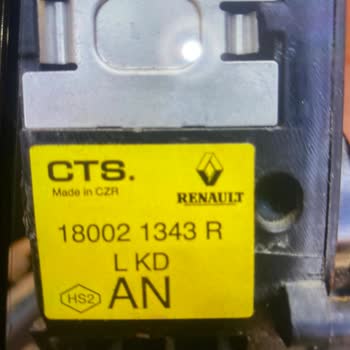 CTS.
Made in CZR
RENAULT
18002 1343 R
L KD
HS2 AN